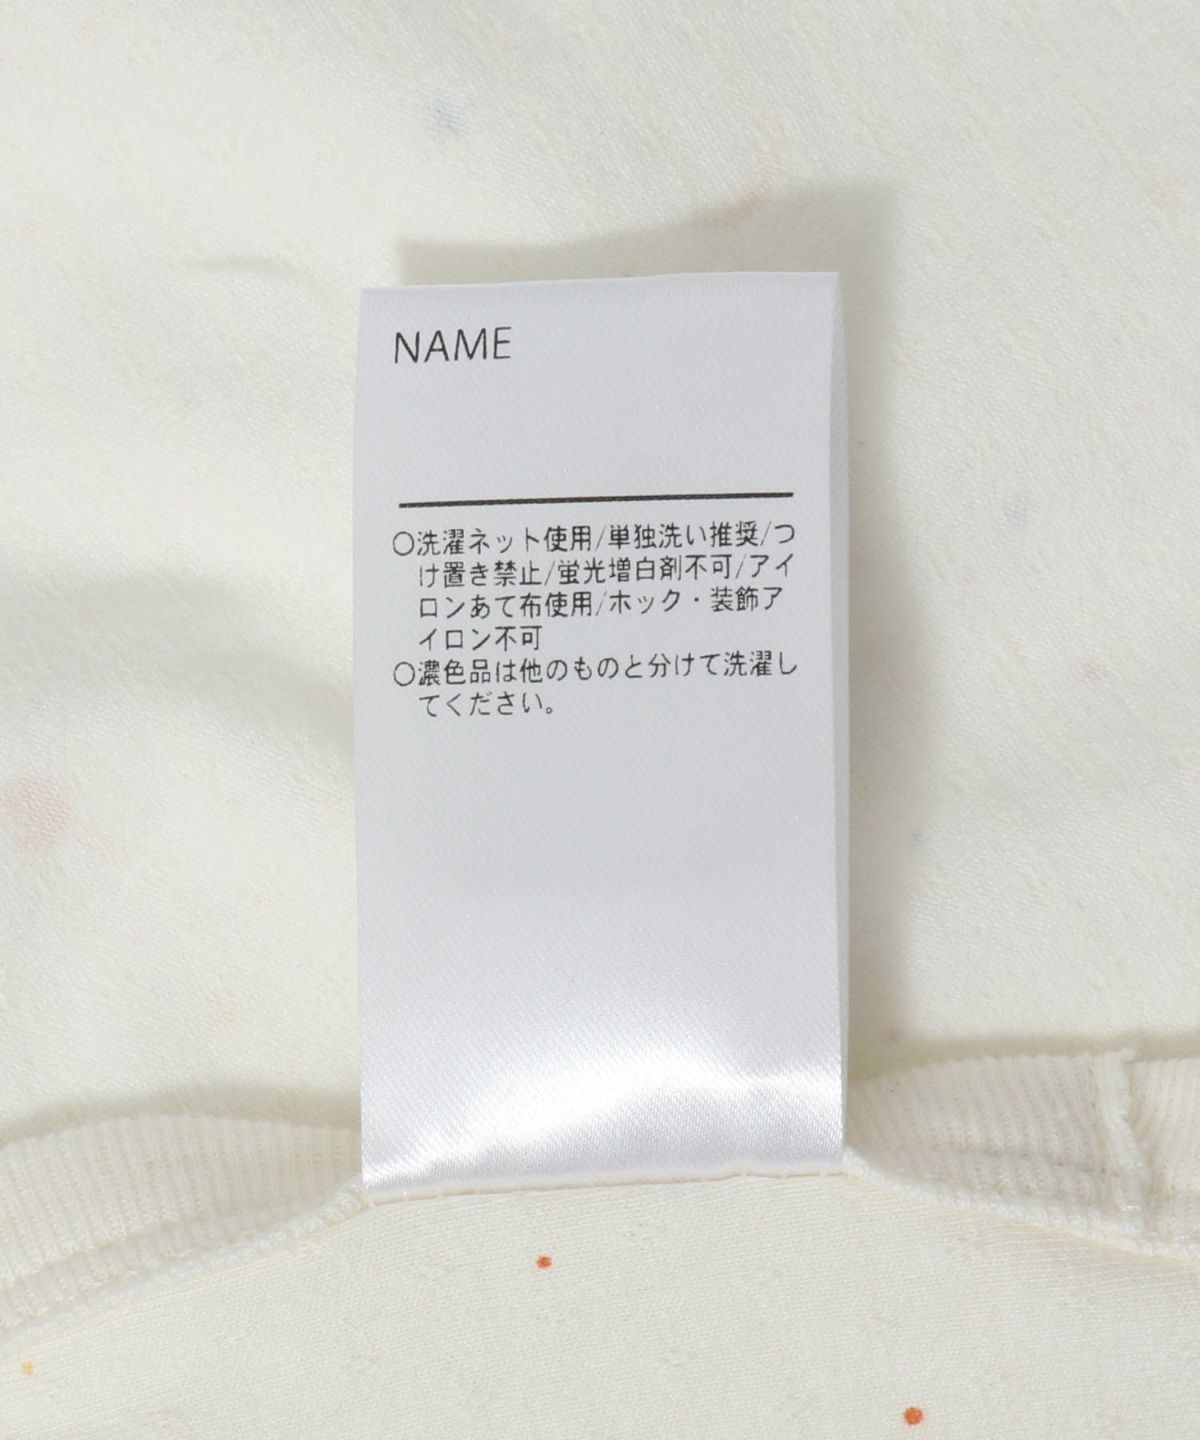 NAME
○洗濯ネット使用/単独洗い推奨/つ
け置き禁止/蛍光増白剤不可/アイ
ロンあて布使用/ホック・装飾ア
イロン不可
○濃色品は他のものと分けて洗濯し
てください。